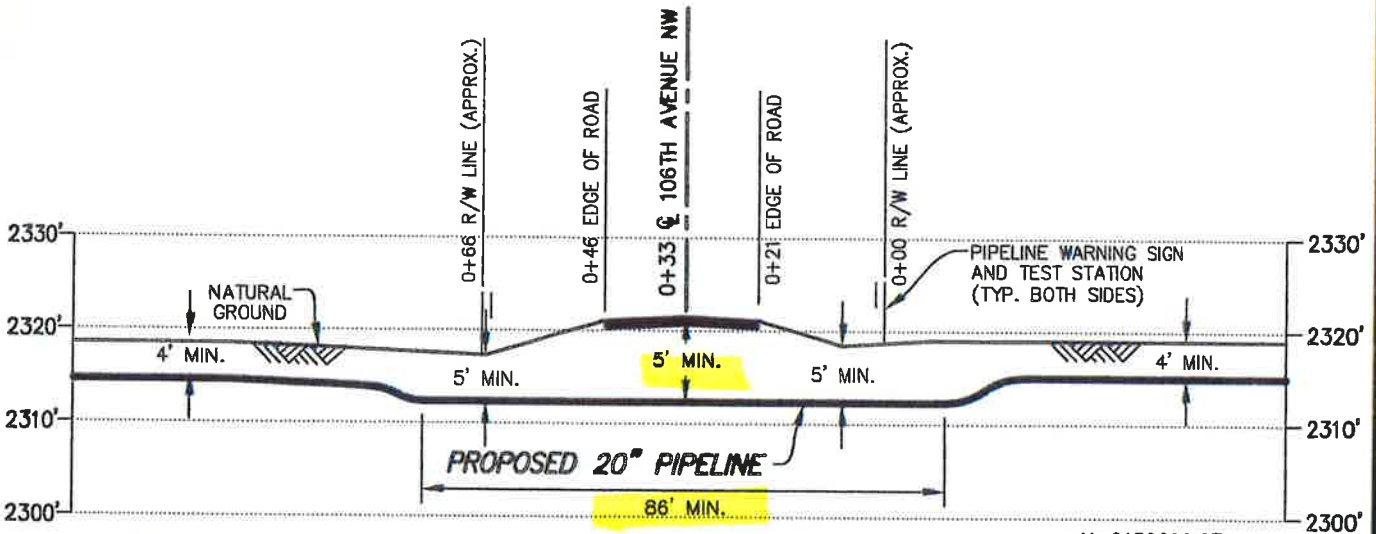 0+66 R/W LINE (APPROX.)
0+46 EDGE OF ROAD
0+33 ℄ 106TH AVENUE NW
0+21 EDGE OF ROAD
0+00 R/W LINE (APPROX.)
2330'
2330'
PIPELINE WARNING SIGN
AND TEST STATION
(TYP. BOTH SIDES)
NATURAL
GROUND
2320'
2320'
4' MIN.
5' MIN.
5' MIN.
5' MIN.
4' MIN.
2310'
2310'
PROPOSED 20" PIPELINE
86' MIN.
2300'
2300'